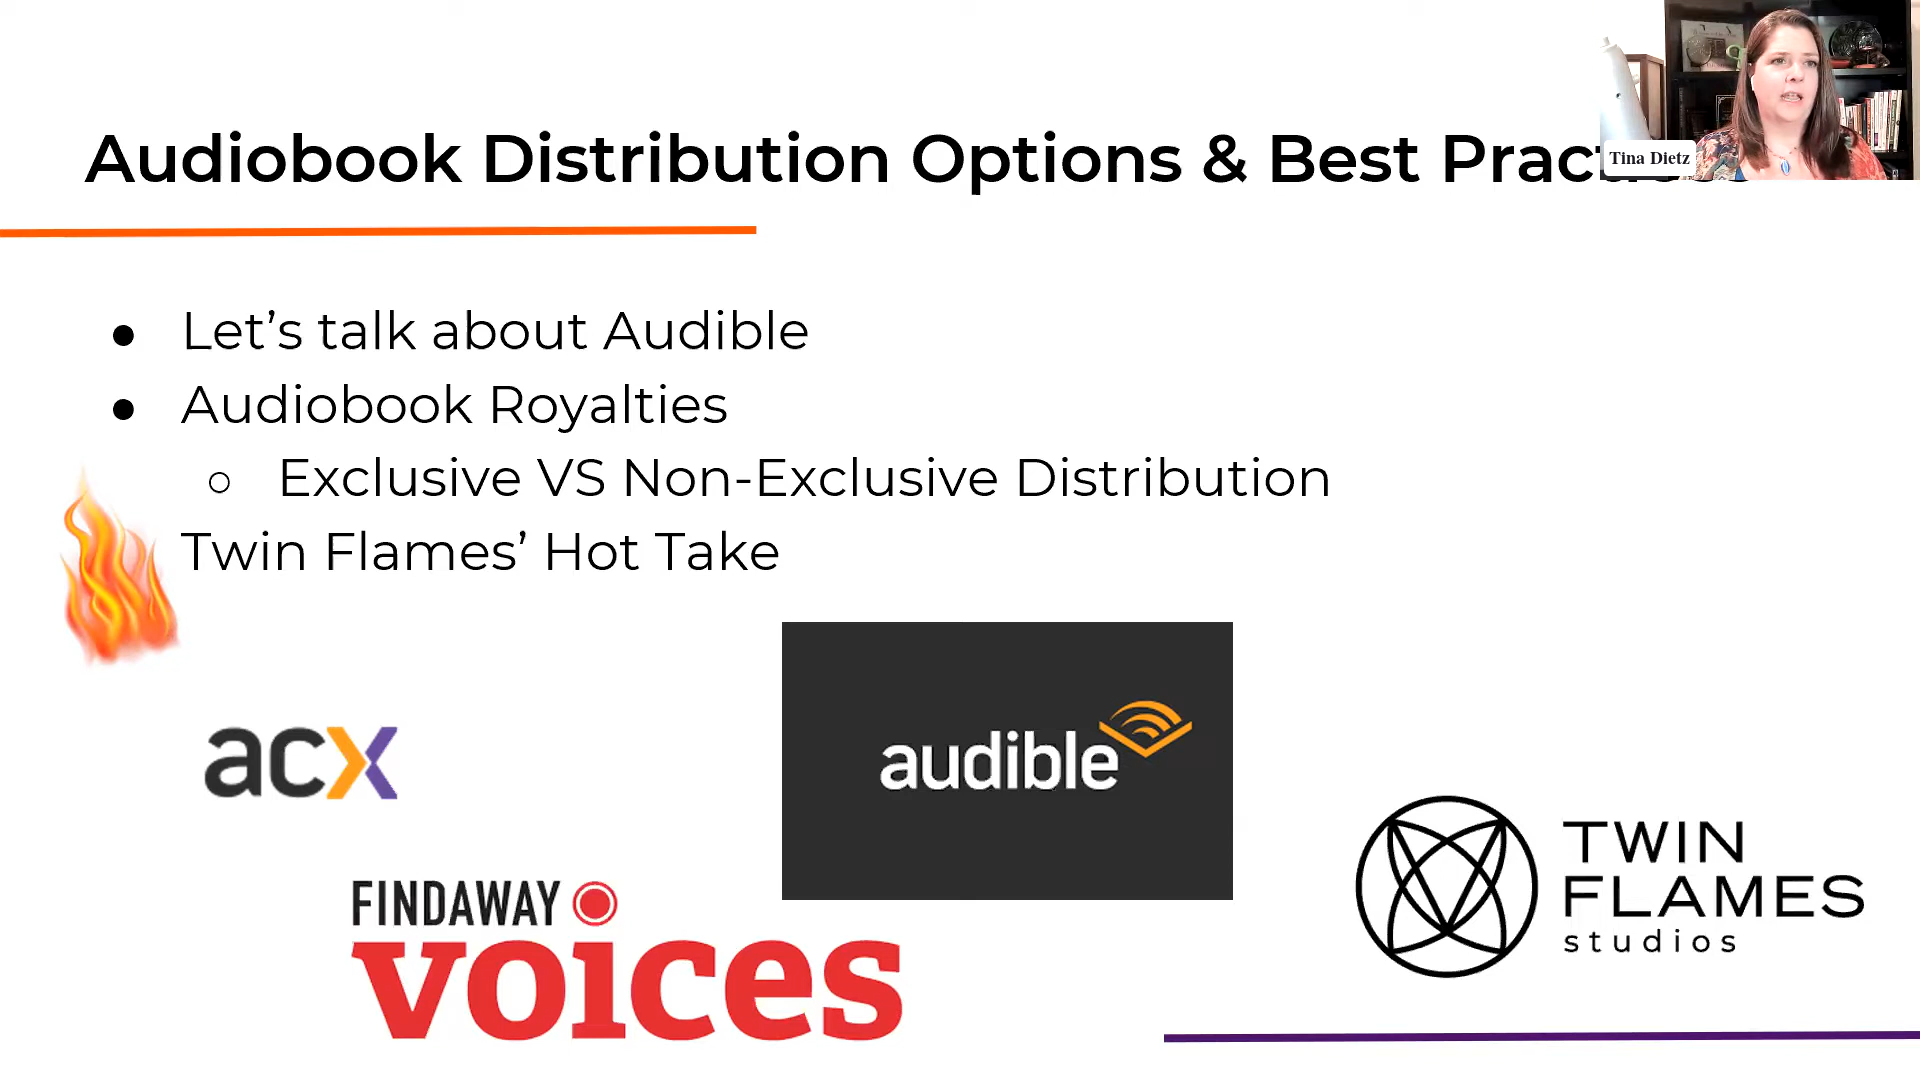 Audiobook Distribution Options & Best
Tina Dietz
● Let’s talk about Audible
● Audiobook Royalties
○ Exclusive VS Non-Exclusive Distribution
Twin Flames’ Hot Take
acx
audible
FINDAWAY
voices
TWIN
FLAMES
studios